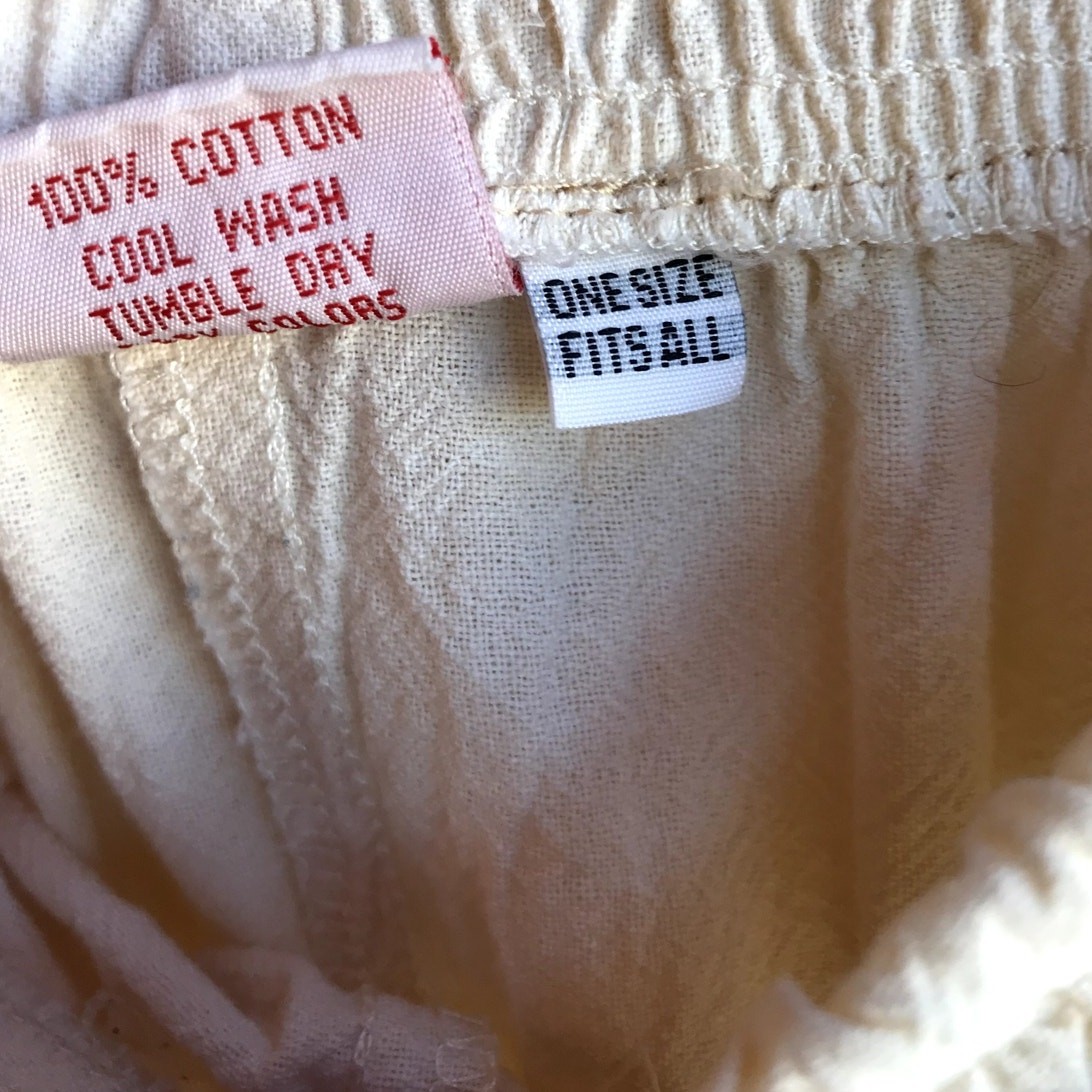 100% COTTON
COOL WASH
TUMBLE DRY
COLORS
ONE SIZE
FITS ALL